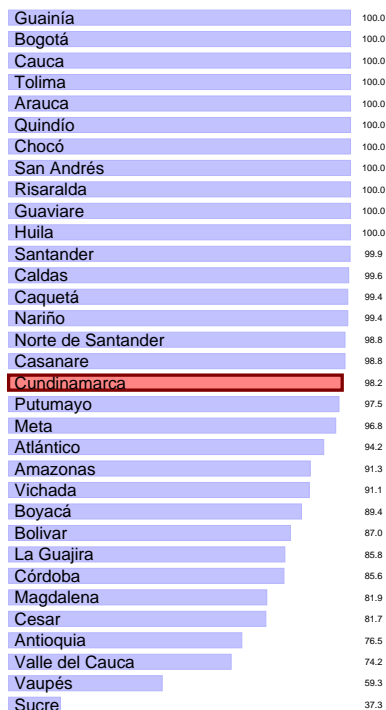 Guainía 100.0
Bogotá 100.0
Cauca 100.0
Tolima 100.0
Arauca 100.0
Quindío 100.0
Chocó 100.0
San Andrés 100.0
Risaralda 100.0
Guaviare 100.0
Huila 100.0
Santander 99.9
Caldas 99.6
Caquetá 99.4
Nariño 99.4
Norte de Santander 98.8
Casanare 98.8
Cundinamarca 98.2
Putumayo 97.5
Meta 96.8
Atlántico 94.2
Amazonas 91.3
Vichada 91.1
Boyacá 89.4
Bolivar 87.0
La Guajira 85.8
Córdoba 85.6
Magdalena 81.9
Cesar 81.7
Antioquia 76.5
Valle del Cauca 74.2
Vaupés 59.3
Sucre 37.3